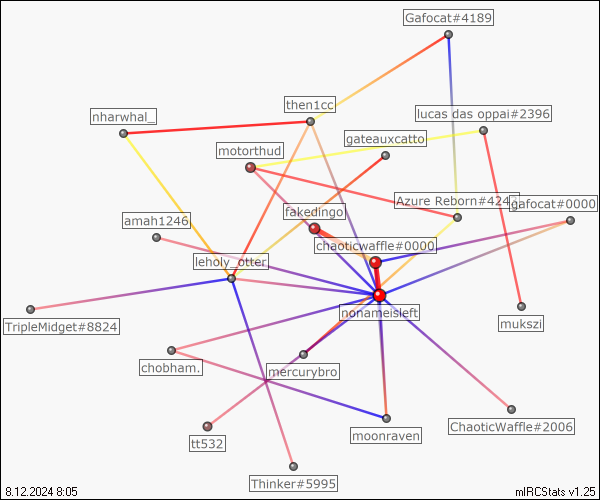 Gafocat#4189
then1cc
nharwhal_
lucas das oppai#2396
gateauxcatto
motorthud
Azure Reborn#424
gafocat#0000
fakedingo
amah1246
chaoticwaffle#0000
leholy_otter
nonameisleft
TripleMidget#8824
mukszi
chobham.
mercurybro
ChaoticWaffle#2006
moonraven
tt532
Thinker#5995
8.12.2024 8:05
mIRCStats v1.25